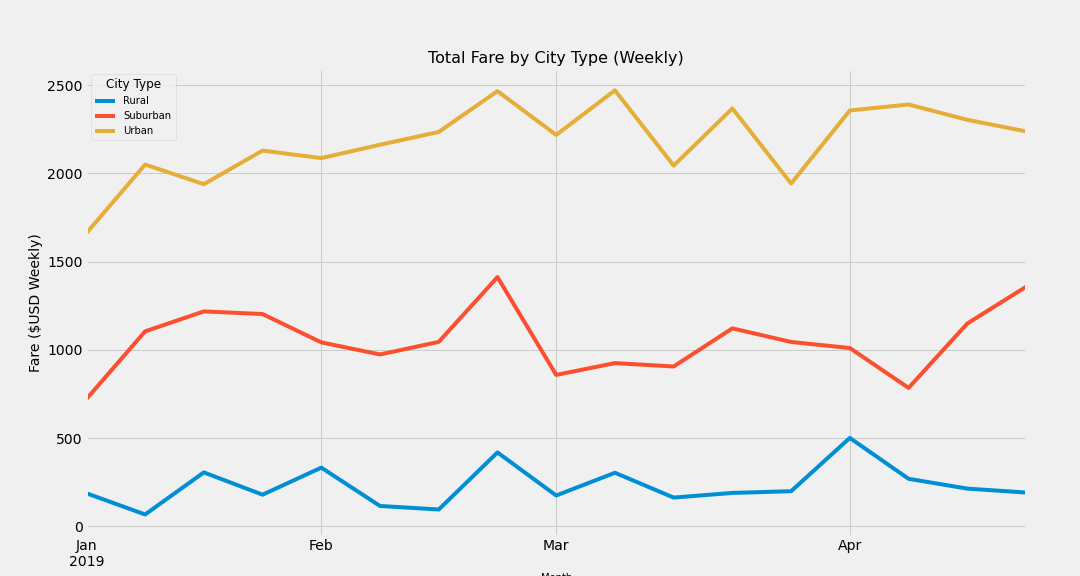 Total Fare by City Type (Weekly)
City Type
Rural
Suburban
Urban
Fare ($USD Weekly)
2500
2000
1500
1000
500
0
Jan Feb Mar Apr
2019
Month